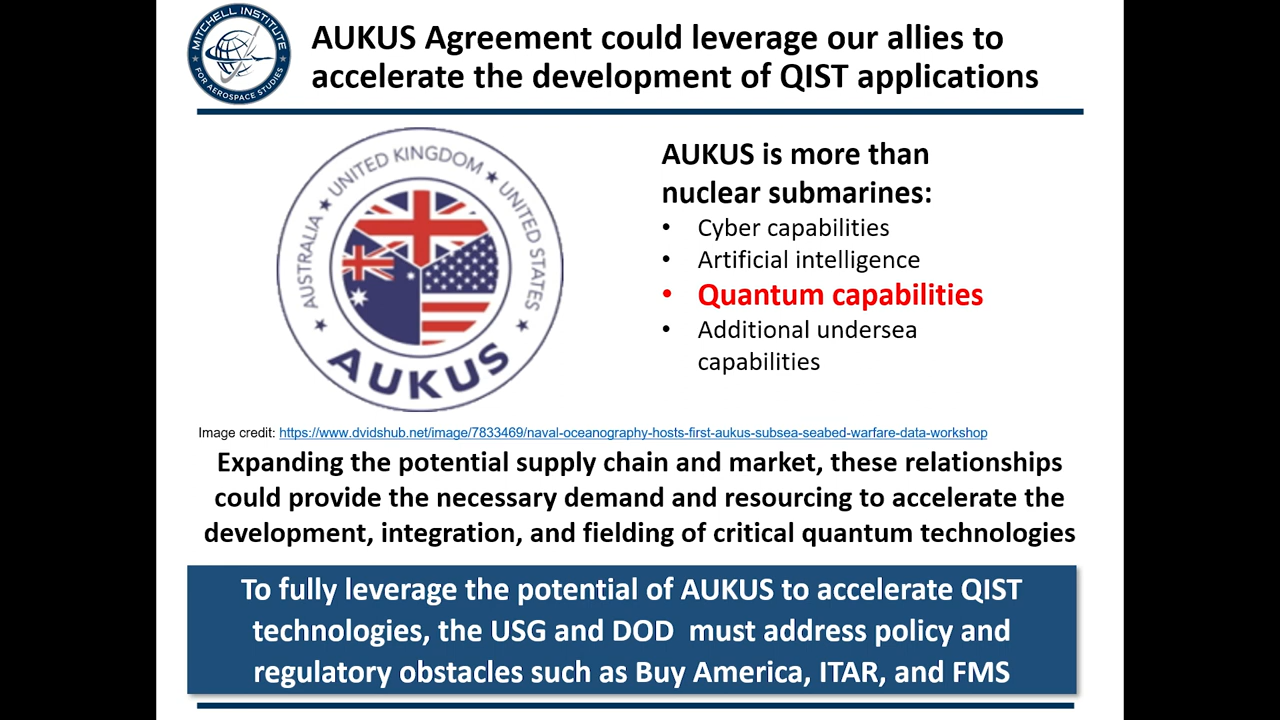 MITCHELL INSTITUTE
FOR AEROSPACE STUDIES
AUKUS Agreement could leverage our allies to
accelerate the development of QIST applications
AUSTRALIA ★ UNITED KINGDOM ★ UNITED STATES
AUKUS
AUKUS is more than
nuclear submarines:
• Cyber capabilities
• Artificial intelligence
• Quantum capabilities
• Additional undersea
capabilities
Image credit: https://www.dvidshub.net/image/7833469/naval-oceanography-hosts-first-aukus-subsea-seabed-warfare-data-workshop
Expanding the potential supply chain and market, these relationships
could provide the necessary demand and resourcing to accelerate the
development, integration, and fielding of critical quantum technologies
To fully leverage the potential of AUKUS to accelerate QIST
technologies, the USG and DOD must address policy and
regulatory obstacles such as Buy America, ITAR, and FMS